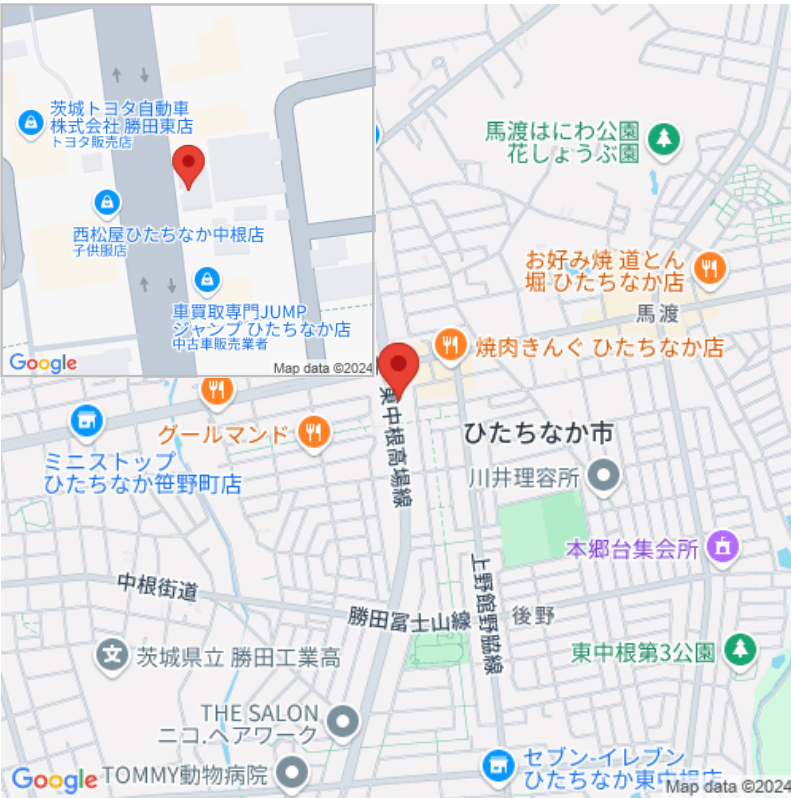 茨城トヨタ自動車
株式会社 勝田東店
トヨタ販売店
西松屋ひたちなか中根店
子供服店
車買取専門JUMP
ジャンプ ひたちなか店
中古車販売業者
Google
Map data ©2024
馬渡はにわ公園
花しょうぶ園
お好み焼 道とん
堀 ひたちなか店
馬渡
焼肉きんぐ ひたちなか店
東中根高場線
グールマンド
ひたちなか市
ミニストップ
ひたちなか笹野町店
川井理容所
本郷台集会所
上野館野脇線
中根街道
勝田冨士山線
後野
東中根第3公園
茨城県立 勝田工業高
THE SALON
ニコ.ヘアワーク
TOMMY動物病院
セブン-イレブン
ひたちなか東中根店
Google
Map data ©2024